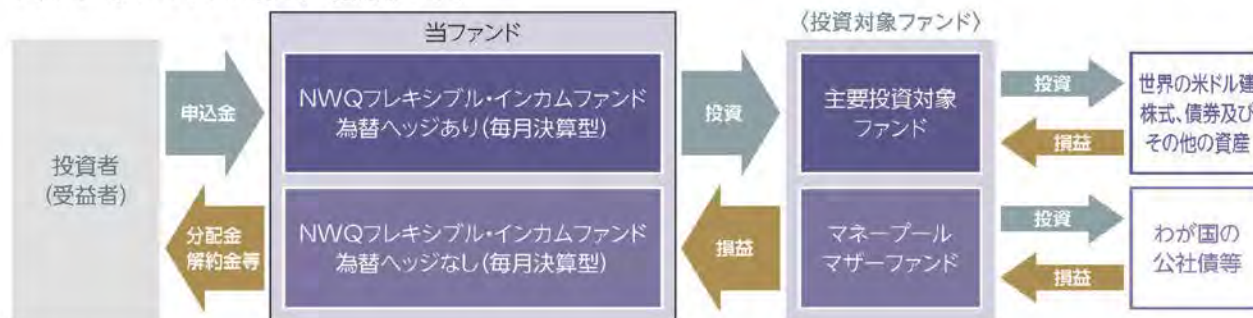 投資者
(受益者)
申込金
分配金
解約金等
当ファンド
NWQフレキシブル・インカムファンド
為替ヘッジあり(毎月決算型)
NWQフレキシブル・インカムファンド
為替ヘッジなし(毎月決算型)
投資
損益
〈投資対象ファンド〉
主要投資対象
ファンド
マネープール
マザーファンド
投資
損益
投資
損益
世界の米ドル建
株式、債券及び
その他の資産
わが国の
公社債等